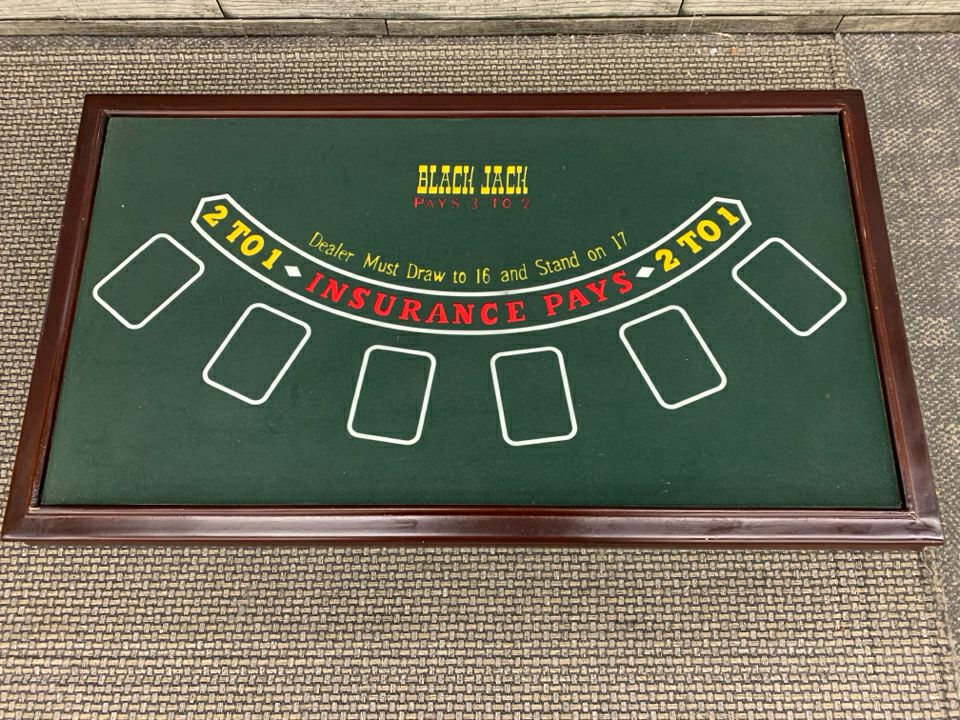 BLACK JACK
PAYS 3 TO 2
Dealer Must Draw to 16 and Stand on 17
2 TO 1 ♦ INSURANCE PAYS ♦ 2 TO 1